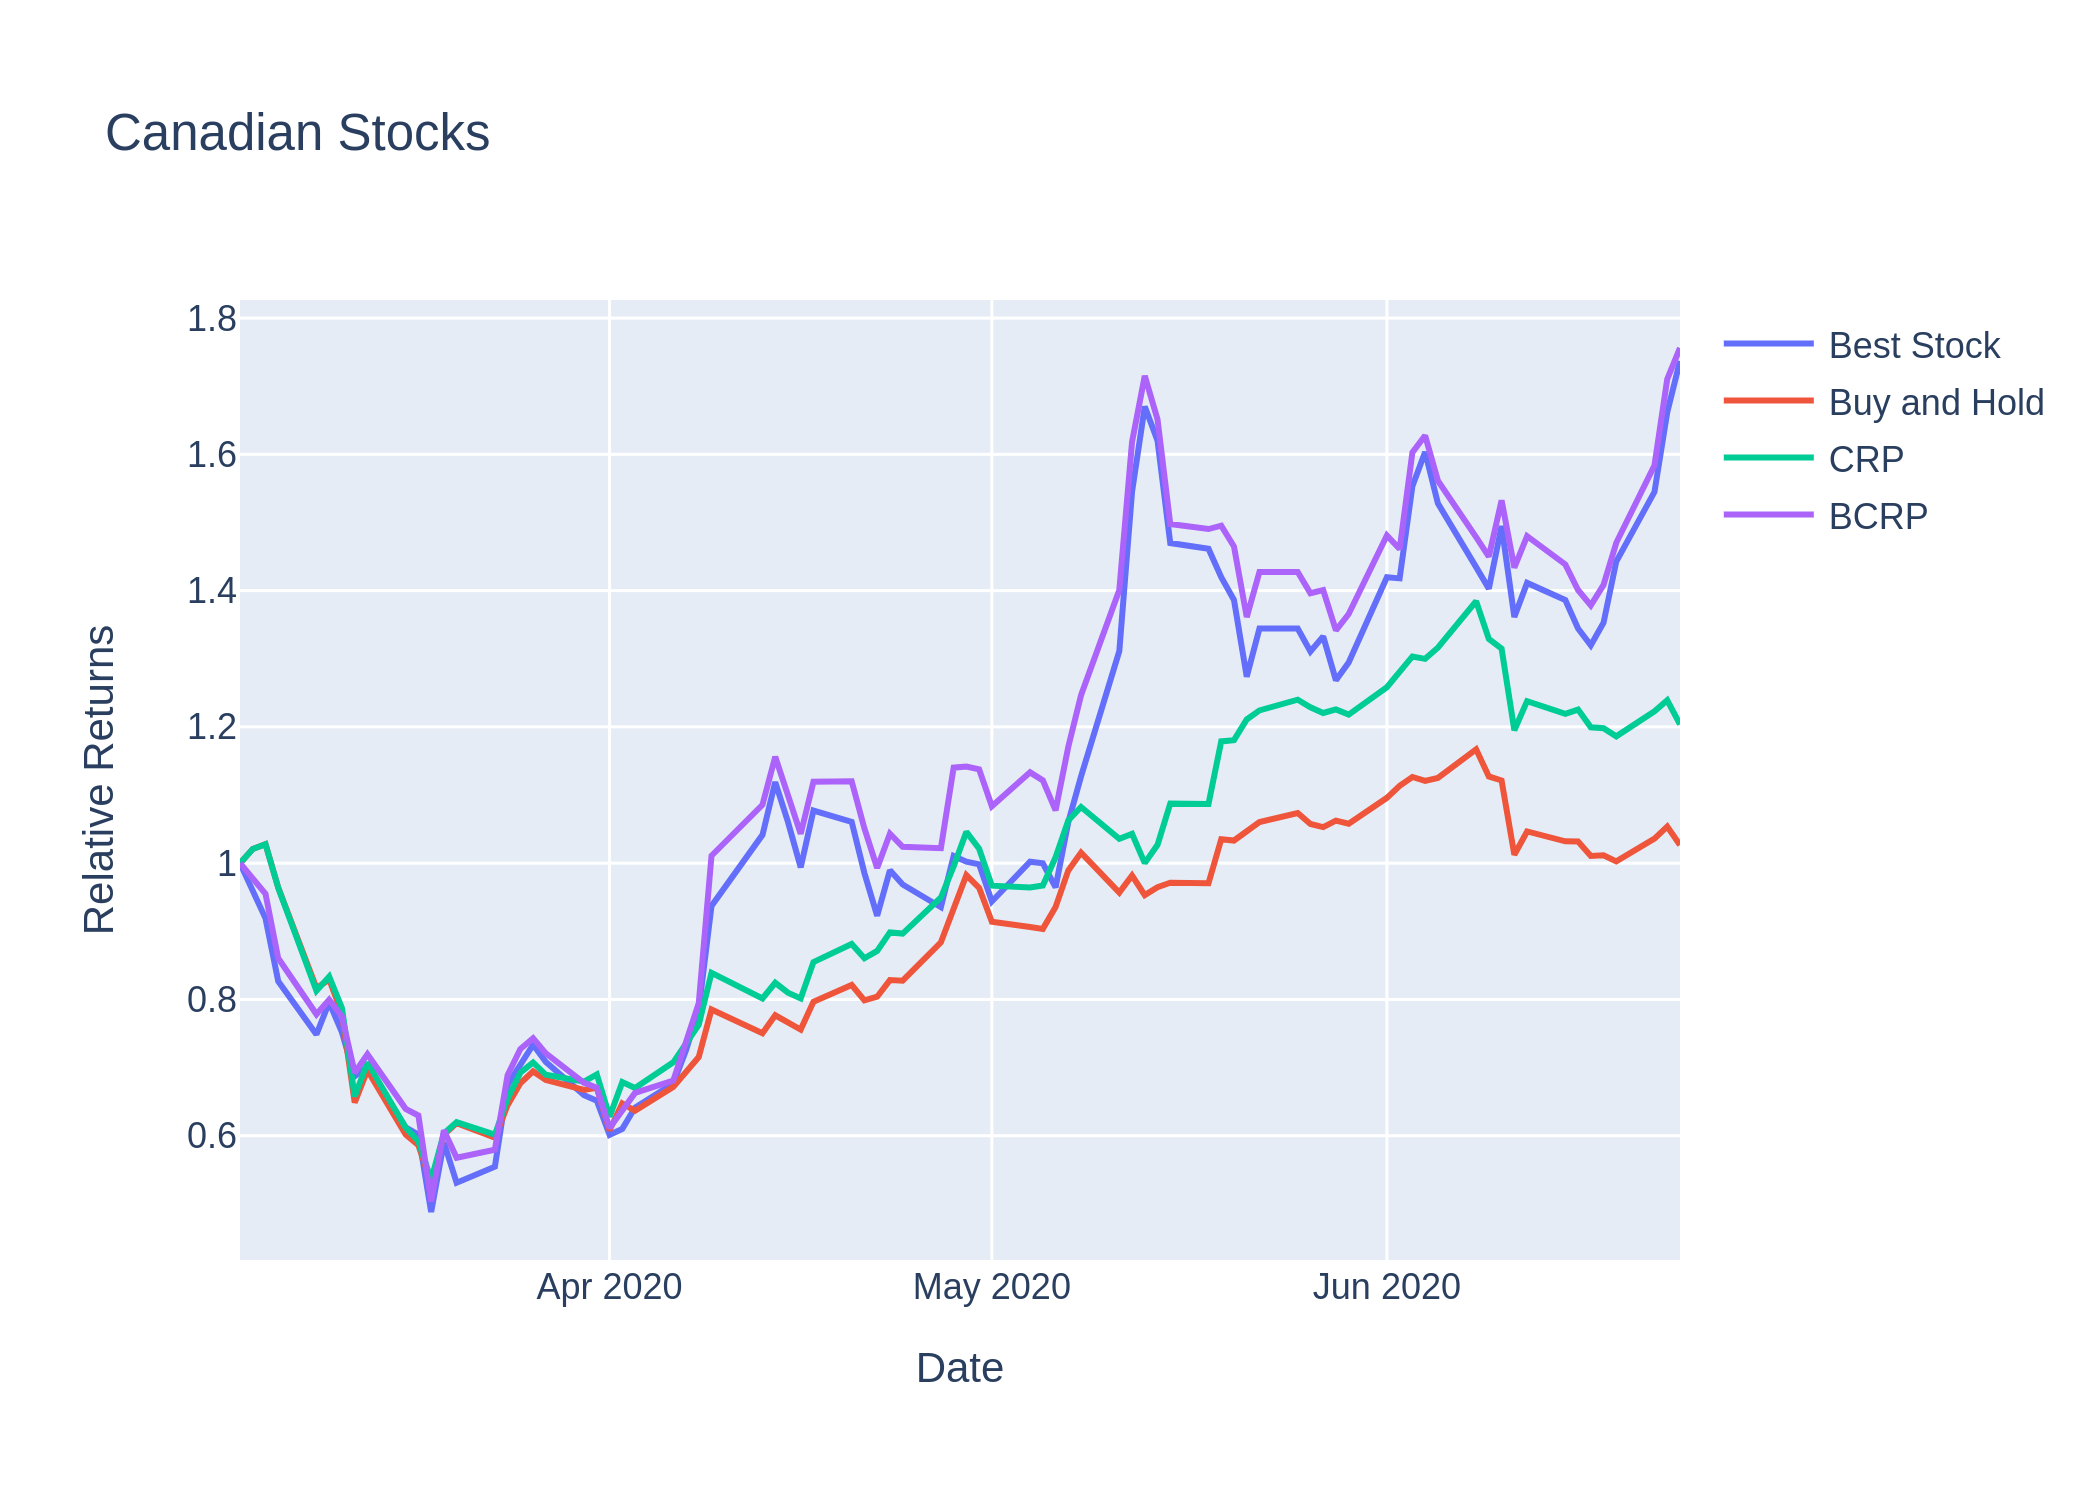 Canadian Stocks
1.8
1.6
1.4
1.2
1
0.8
0.6
Relative Returns
Apr 2020
May 2020
Jun 2020
Date
Best Stock
Buy and Hold
CRP
BCRP